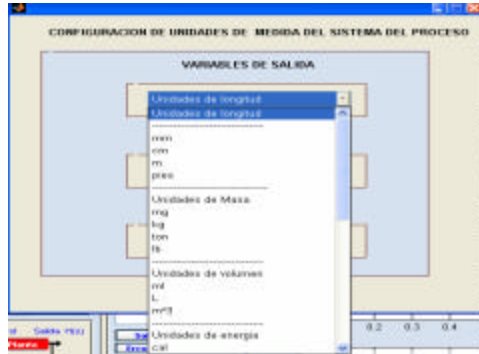 CONFIGURACION DE UNIDADES DE MEDIDA DEL SISTEMA DEL PROCESO
VARIABLES DE SALIDA
Unidades de longitud
Unidades de longitud
-------------------------
mm
cm
m
pies
-------------------------
Unidades de Masa
mg
kg
ton
lb
-------------------------
Unidades de volumen
ml
L
m^3
-------------------------
Unidades de energia
cal
0.2 0.3 0.4
Salida
Planta